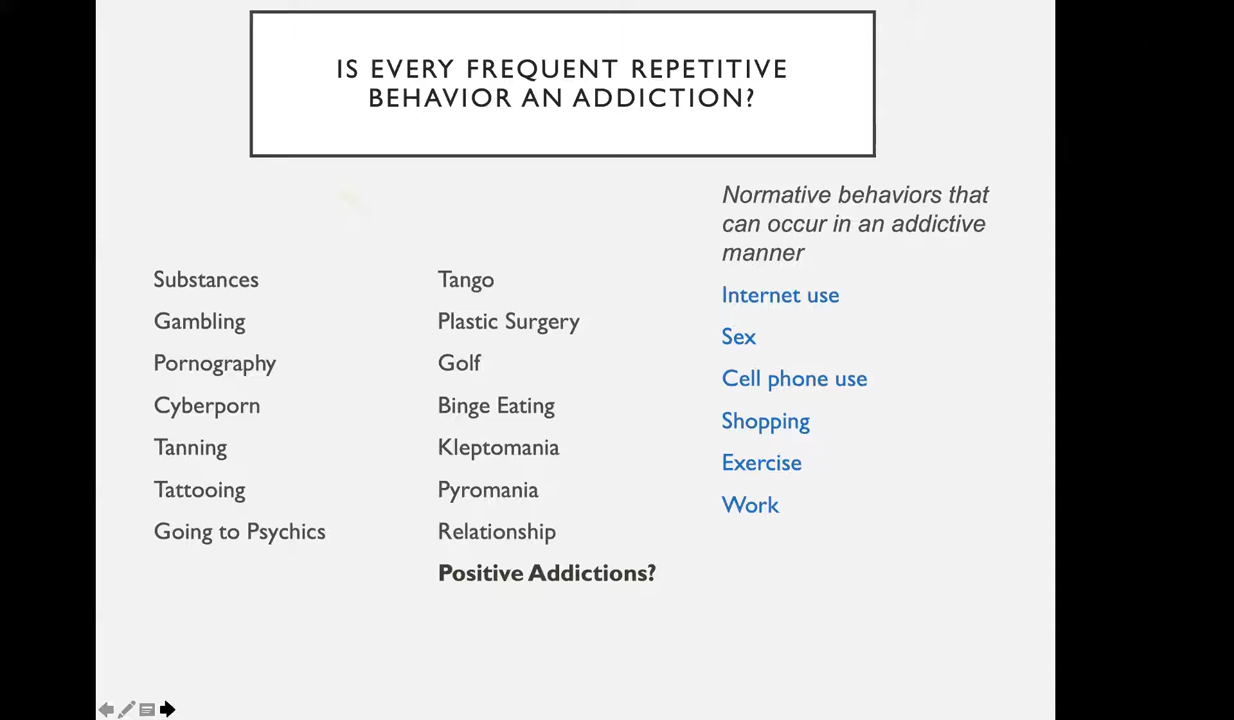 IS EVERY FREQUENT REPETITIVE
BEHAVIOR AN ADDICTION?
Substances
Gambling
Pornography
Cyberporn
Tanning
Tattooing
Going to Psychics
Tango
Plastic Surgery
Golf
Binge Eating
Kleptomania
Pyromania
Relationship
Positive Addictions?
Normative behaviors that
can occur in an addictive
manner
Internet use
Sex
Cell phone use
Shopping
Exercise
Work